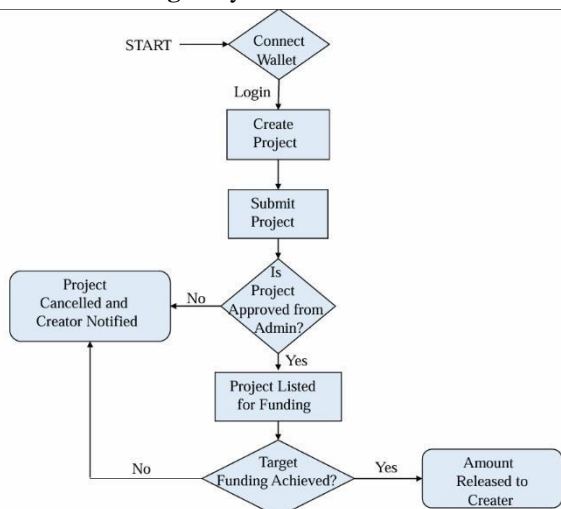 START
Connect
Wallet
Login
Create
Project
Submit
Project
Is
Project
Approved from
Admin?
No
Project
Cancelled and
Creator Notified
Yes
Project Listed
for Funding
Target
Funding Achieved?
No
Yes
Amount
Released to
Creater